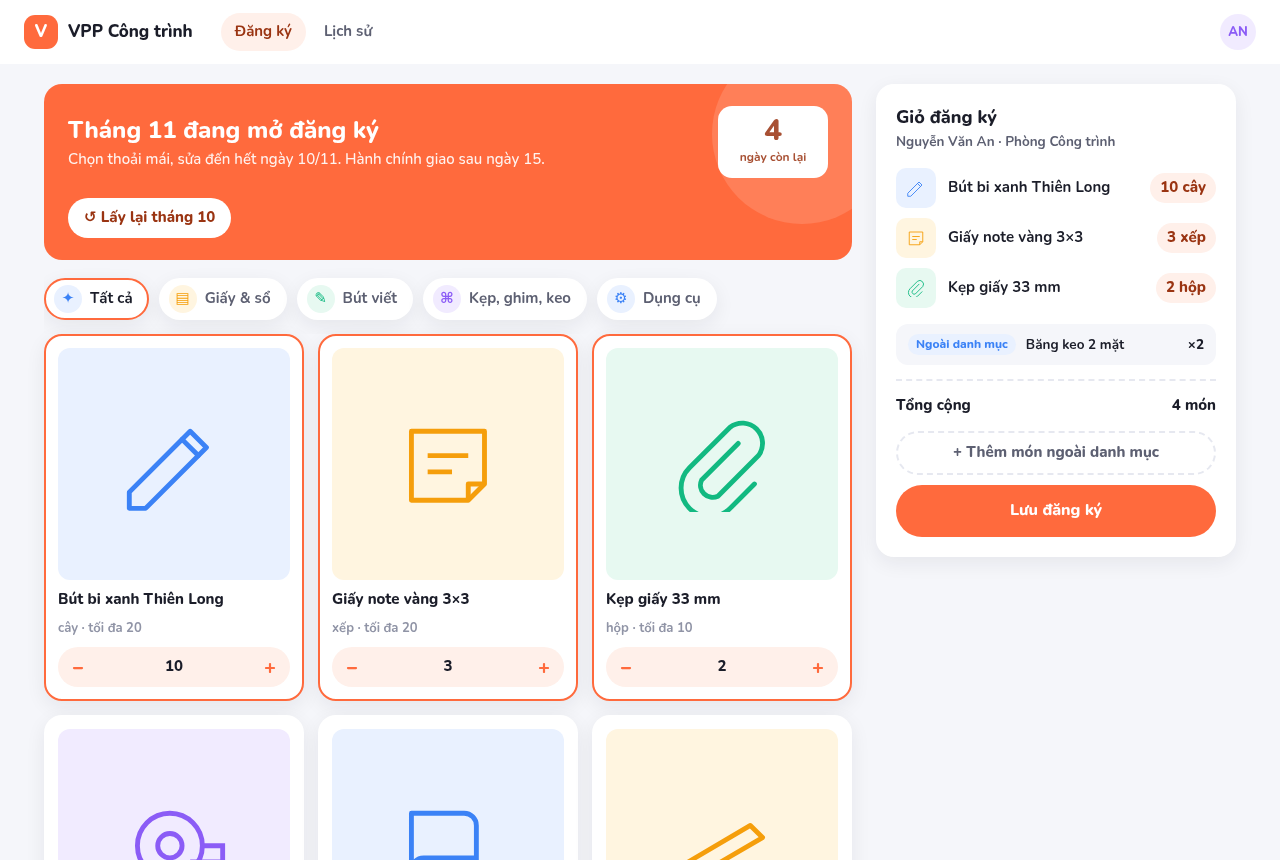 V VPP Công trình Đăng ký Lịch sử AN
Tháng 11 đang mở đăng ký
Chọn thoải mái, sửa đến hết ngày 10/11. Hành chính giao sau ngày 15.
4
ngày còn lại
↺ Lấy lại tháng 10
Tất cả Giấy & sổ Bút viết Kẹp, ghim, keo Dụng cụ
Bút bi xanh Thiên Long
cây · tối đa 20
− 10 +
Giấy note vàng 3×3
xếp · tối đa 20
− 3 +
Kẹp giấy 33 mm
hộp · tối đa 10
− 2 +
Giỏ đăng ký
Nguyễn Văn An · Phòng Công trình
Bút bi xanh Thiên Long 10 cây
Giấy note vàng 3×3 3 xếp
Kẹp giấy 33 mm 2 hộp
Ngoài danh mục Băng keo 2 mặt ×2
Tổng cộng 4 món
+ Thêm món ngoài danh mục
Lưu đăng ký